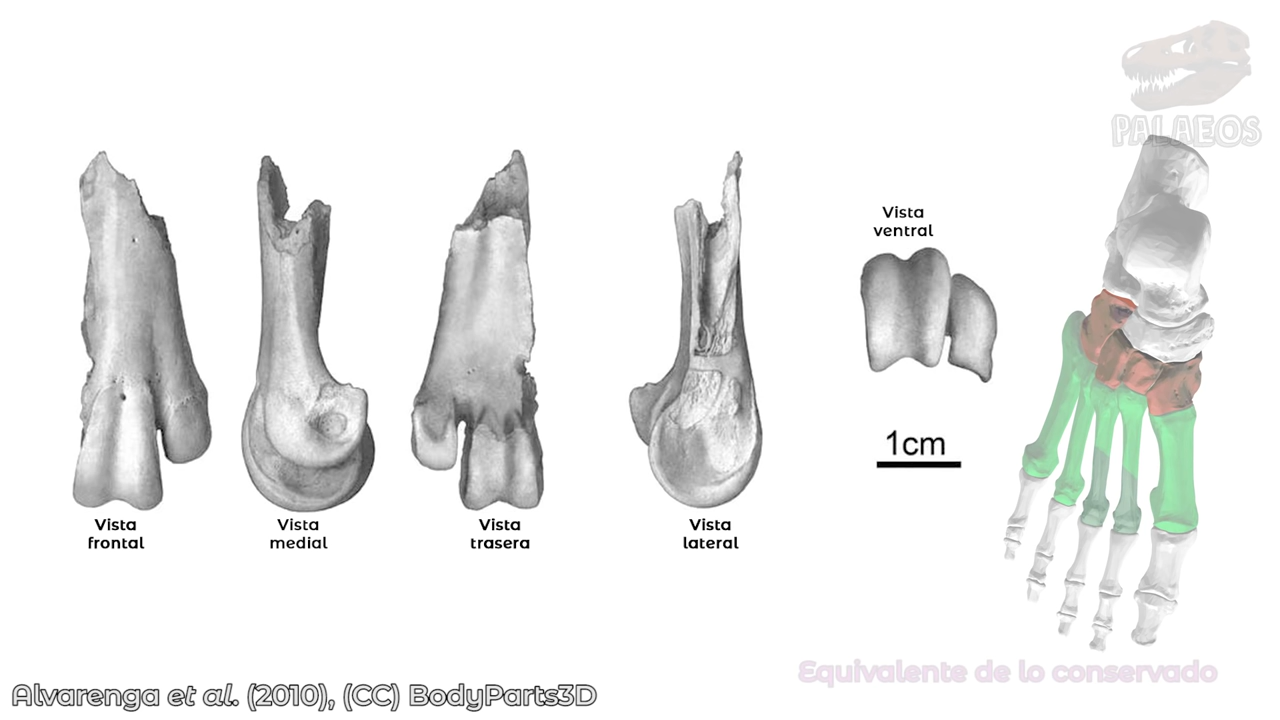 PALAEOS
Vista
ventral
1cm
Vista
frontal
Vista
medial
Vista
trasera
Vista
lateral
Equivalente de lo conservado
Alvarenga et al. (2010), (CC) BodyParts3D